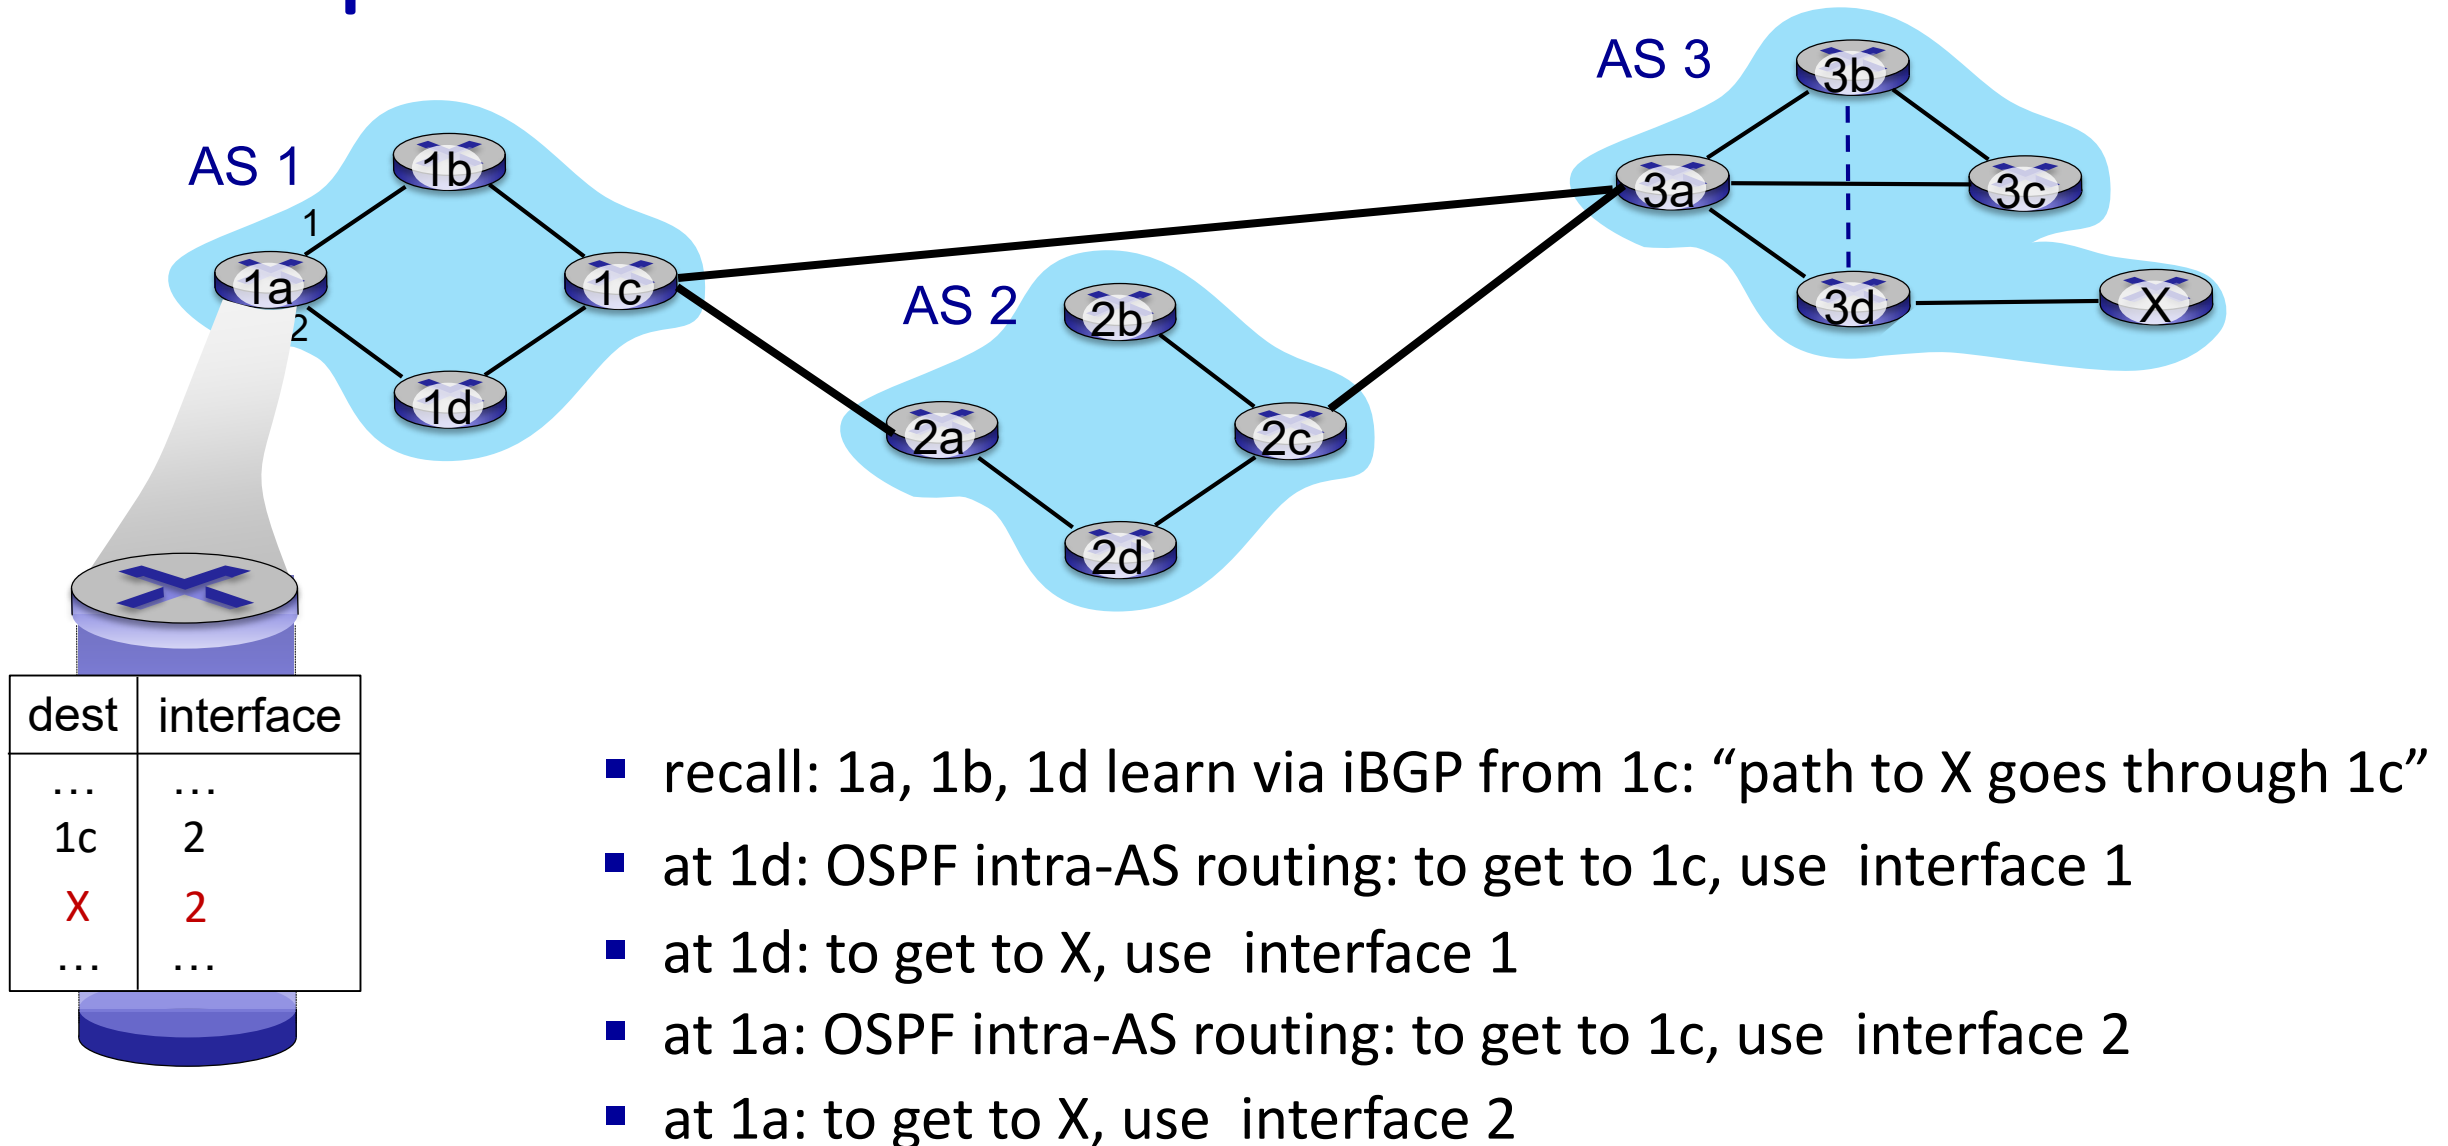 AS 3
3b
AS 1
1b
3a
3c
1
1a
1c
2
AS 2
2b
3d
X
1d
2a
2c
2d
dest interface
... ...
1c 2
X 2
... ...
▪ recall: 1a, 1b, 1d learn via iBGP from 1c: “path to X goes through 1c”
▪ at 1d: OSPF intra-AS routing: to get to 1c, use interface 1
▪ at 1d: to get to X, use interface 1
▪ at 1a: OSPF intra-AS routing: to get to 1c, use interface 2
▪ at 1a: to get to X, use interface 2